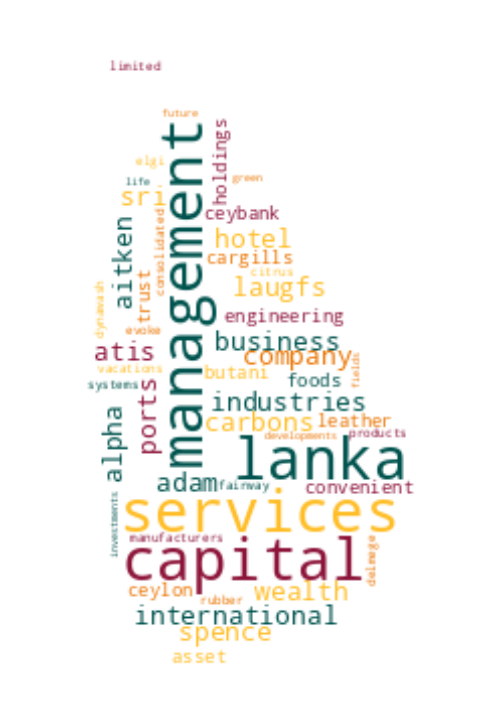 limited
future
elgi
life
green
sri
holdings
management
ceybank
consolidated
aitken
hotel
cargills
citrus
trust
laugfs
dynawash
engineering
evoke
business
atis
company
vacations
butani
fields
systems
foods
ports
industries
alpha
carbons
leather
developments
products
lanka
adam
fairway
convenient
investments
services
manufacturers
capital
delmege
ceylon
wealth
rubber
international
spence
asset